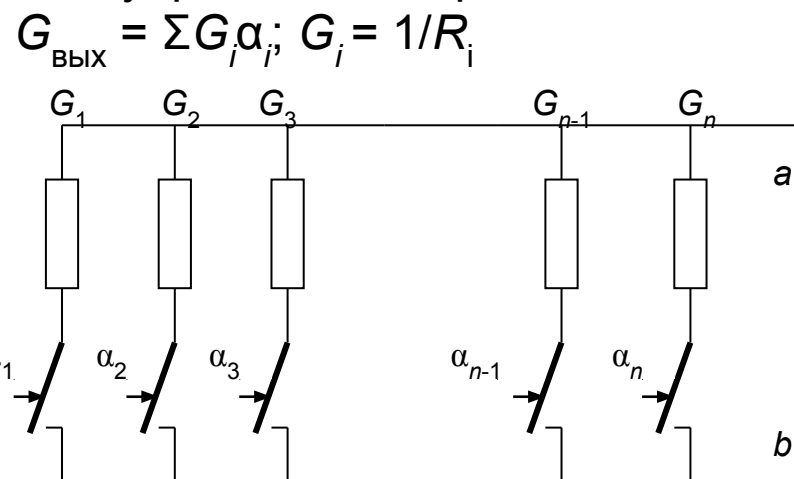 G_вых = ΣG_iα_i; G_i = 1/R_i
G_1 G_2 G_3 G_n-1 G_n
a
α_2 α_3 α_n-1 α_n
b